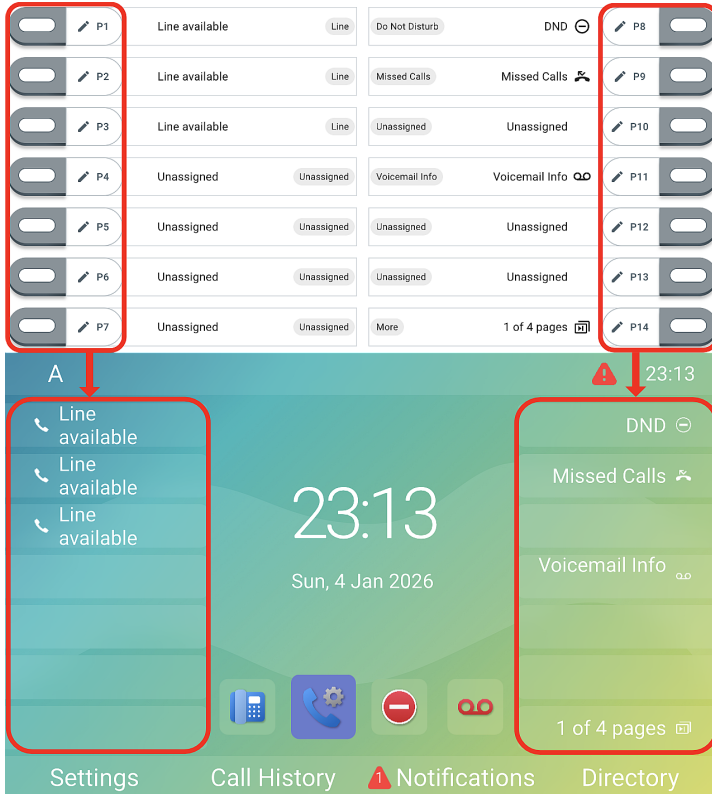 P1 Line available Line Do Not Disturb DND P8
P2 Line available Line Missed Calls Missed Calls P9
P3 Line available Line Unassigned Unassigned P10
P4 Unassigned Unassigned Voicemail Info Voicemail Info P11
P5 Unassigned Unassigned Unassigned Unassigned P12
P6 Unassigned Unassigned Unassigned Unassigned P13
P7 Unassigned Unassigned More 1 of 4 pages P14
A 23:13
Line
available
Line
available
Line
available
23:13
Sun, 4 Jan 2026
DND
Missed Calls
Voicemail Info
1 of 4 pages
Settings Call History 1 Notifications Directory